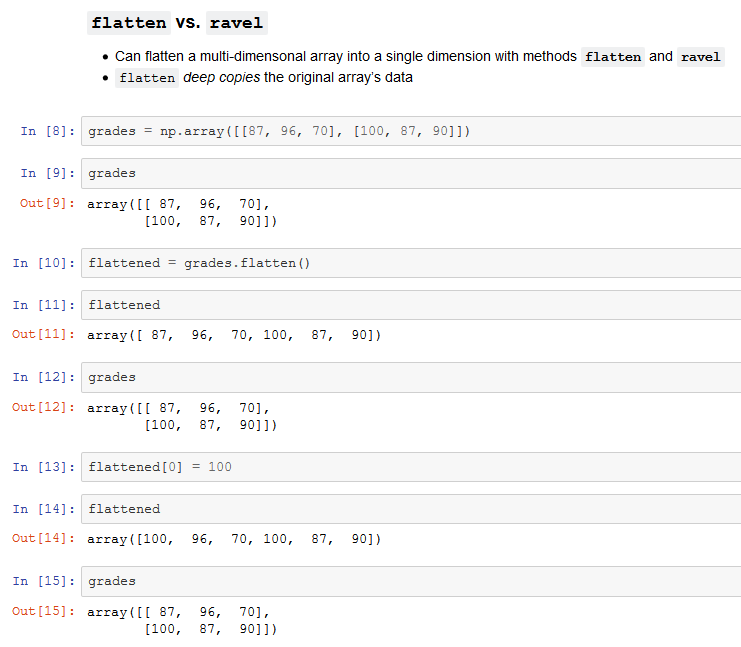 flatten vs. ravel
• Can flatten a multi-dimensonal array into a single dimension with methods flatten and ravel
• flatten deep copies the original array's data
In [8]: grades = np.array([[87, 96, 70], [100, 87, 90]])
In [9]: grades
Out[9]: array([[ 87,  96,  70],
       [100,  87,  90]])
In [10]: flattened = grades.flatten()
In [11]: flattened
Out[11]: array([ 87,  96,  70, 100,  87,  90])
In [12]: grades
Out[12]: array([[ 87,  96,  70],
       [100,  87,  90]])
In [13]: flattened[0] = 100
In [14]: flattened
Out[14]: array([100,  96,  70, 100,  87,  90])
In [15]: grades
Out[15]: array([[ 87,  96,  70],
       [100,  87,  90]])